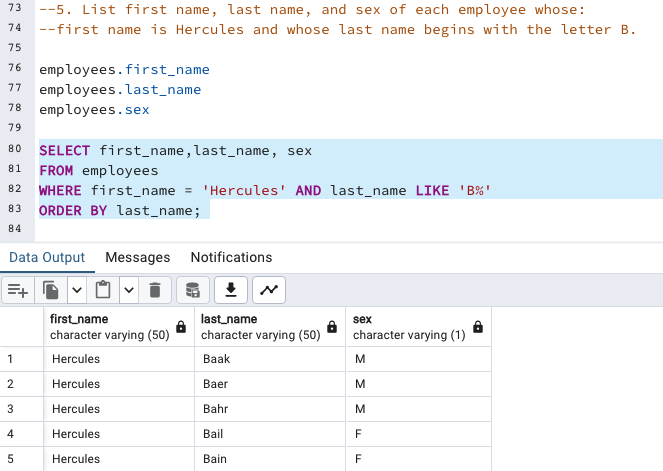 73 --5. List first name, last name, and sex of each employee whose:
74 --first name is Hercules and whose last name begins with the letter B.
75
76 employees.first_name
77 employees.last_name
78 employees.sex
79
80 SELECT first_name,last_name, sex
81 FROM employees
82 WHERE first_name = 'Hercules' AND last_name LIKE 'B%'
83 ORDER BY last_name;
84
Data Output Messages Notifications
first_name last_name sex
character varying (50) character varying (50) character varying (1)
1 Hercules Baak M
2 Hercules Baer M
3 Hercules Bahr M
4 Hercules Bail F
5 Hercules Bain F